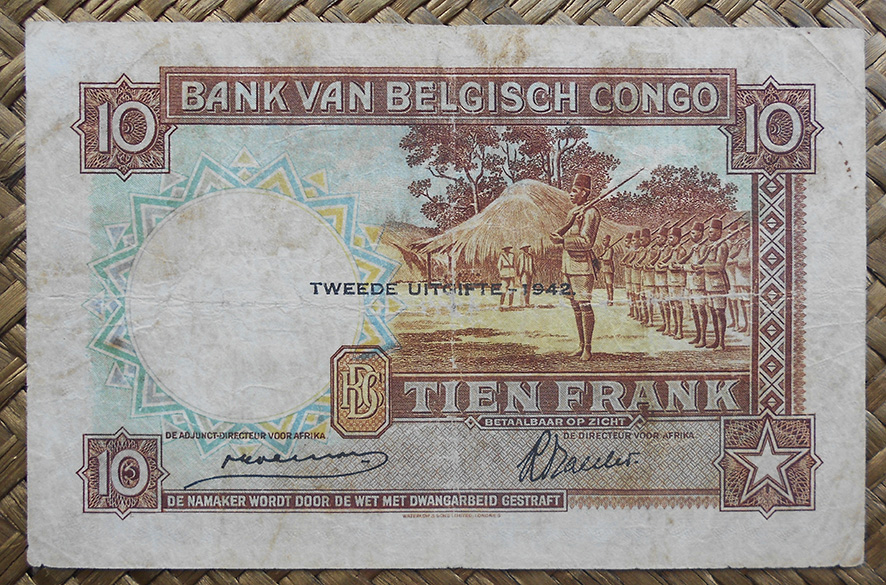 10 BANK VAN BELGISCH CONGO 10
TWEEDE UITGIFTE-1942
TIEN FRANK
BETAALBAAR OP ZICHT
DE ADJUNCT-DIRECTEUR VOOR AFRIKA
DE DIRECTEUR VOOR AFRIKA.
10
DE NAMAKER WORDT DOOR DE WET MET DWANGARBEID GESTRAFT